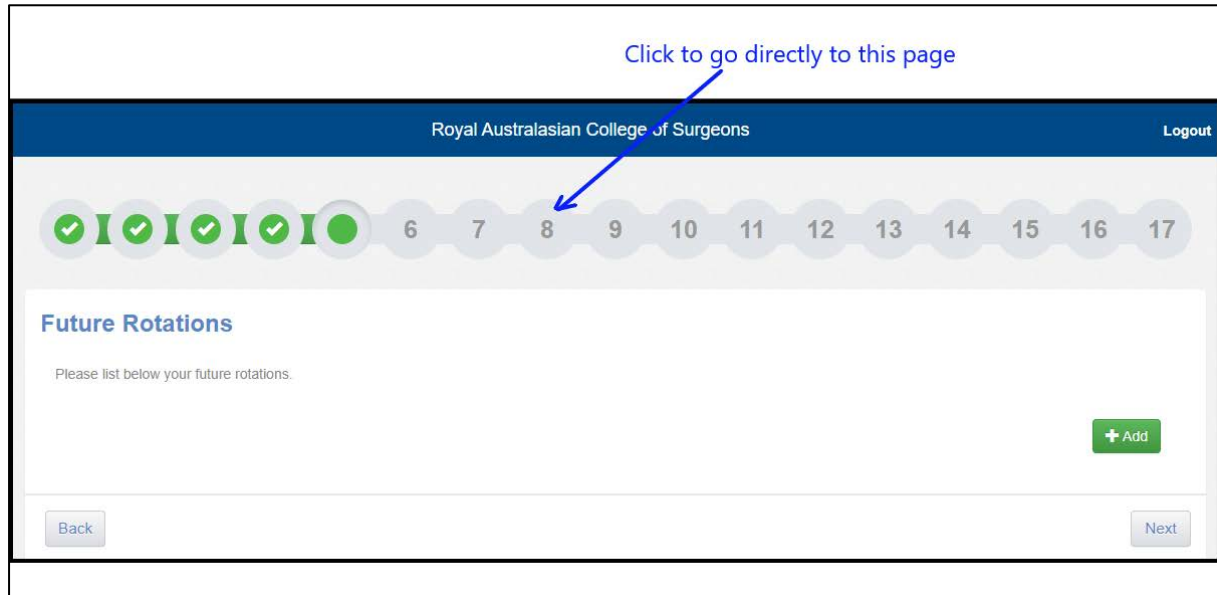 Click to go directly to this page
Royal Australasian College of Surgeons Logout
6 7 8 9 10 11 12 13 14 15 16 17
Future Rotations
Please list below your future rotations.
+ Add
Back Next